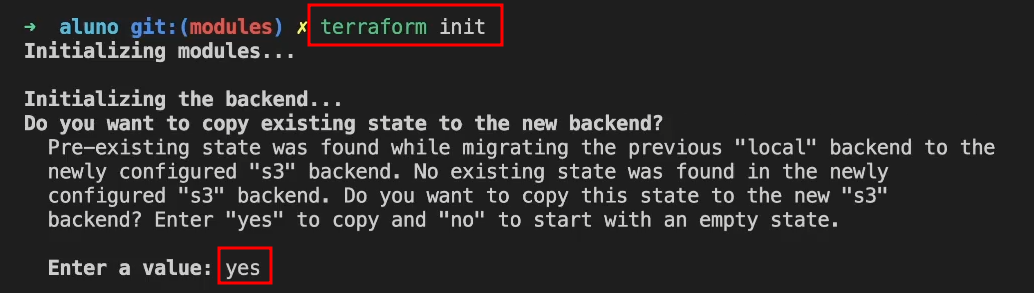 → aluno git:(modules) ✗ terraform init
Initializing modules...
Initializing the backend...
Do you want to copy existing state to the new backend?
Pre-existing state was found while migrating the previous "local" backend to the
newly configured "s3" backend. No existing state was found in the newly
configured "s3" backend. Do you want to copy this state to the new "s3"
backend? Enter "yes" to copy and "no" to start with an empty state.
Enter a value: yes